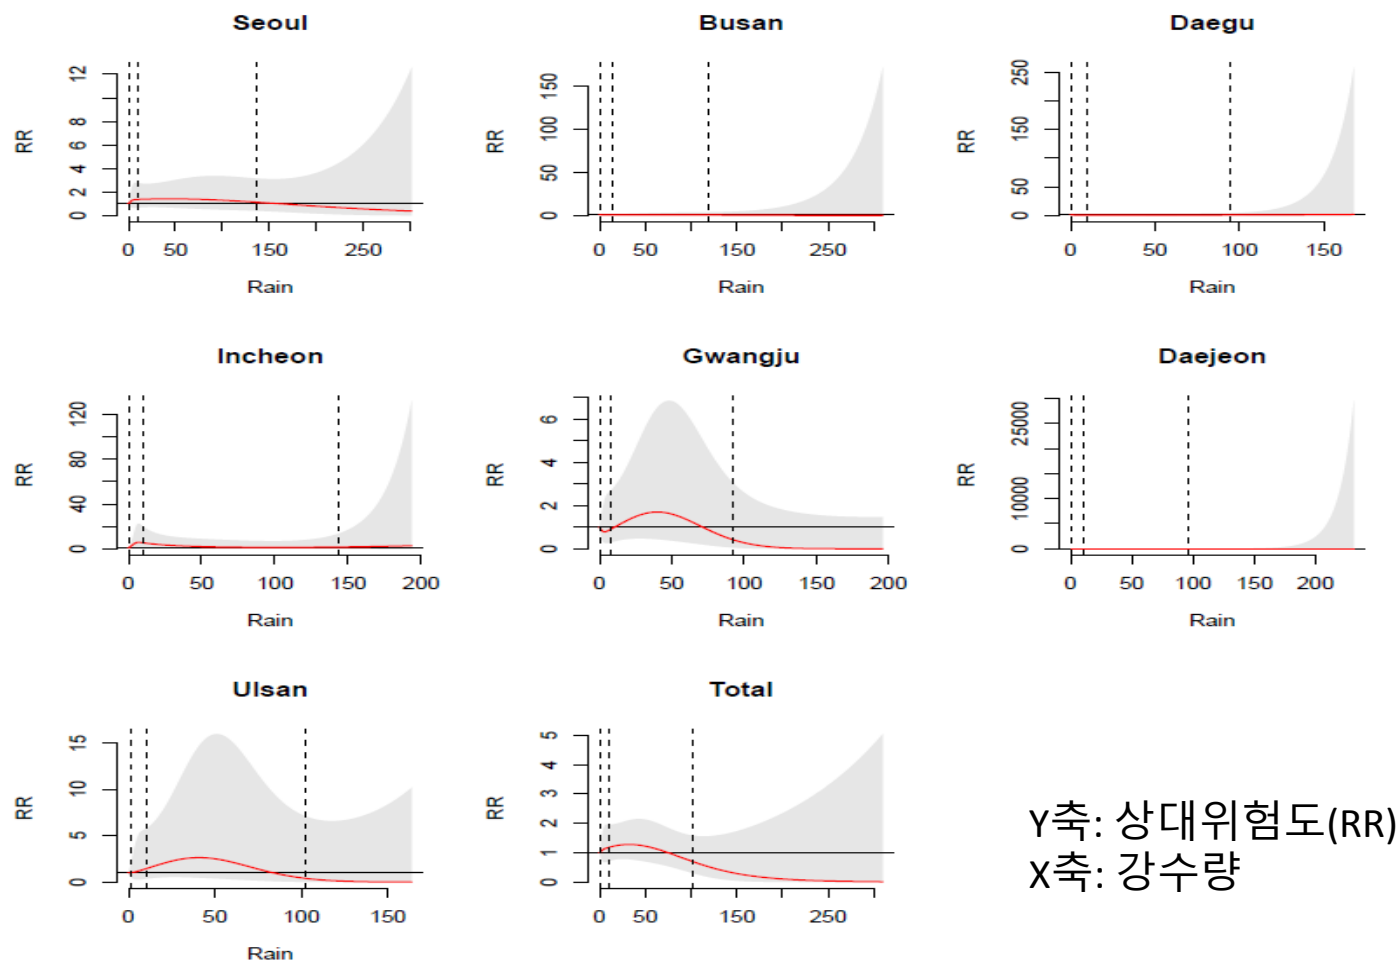 Seoul
Busan
Daegu
RR
12
8
6
4
2
0
0 50 150 250
Rain
RR
150
100
50
0
0 50 150 250
Rain
RR
250
150
50
0
0 50 100 150
Rain
Incheon
Gwangju
Daejeon
RR
120
80
40
0
0 50 100 150 200
Rain
RR
6
4
2
0
0 50 100 150 200
Rain
RR
25000
10000
0
0 50 100 200
Rain
Ulsan
Total
RR
15
10
5
0
0 50 100 150
Rain
RR
5
4
3
2
1
0
0 50 150 250
Rain
Y축: 상대위험도(RR)
X축: 강수량